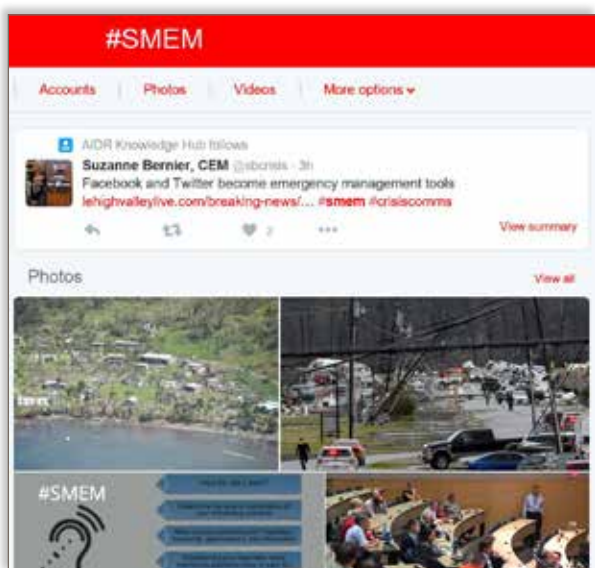 #SMEM
Accounts Photos Videos More options
AIDR Knowledge Hub follows
Suzanne Bernier, CEM @sbcrisis · 3h
Facebook and Twitter become emergency management tools
lehighvalleylive.com/breaking-news/… #smem #crisiscomms
2
View summary
Photos View all
#SMEM